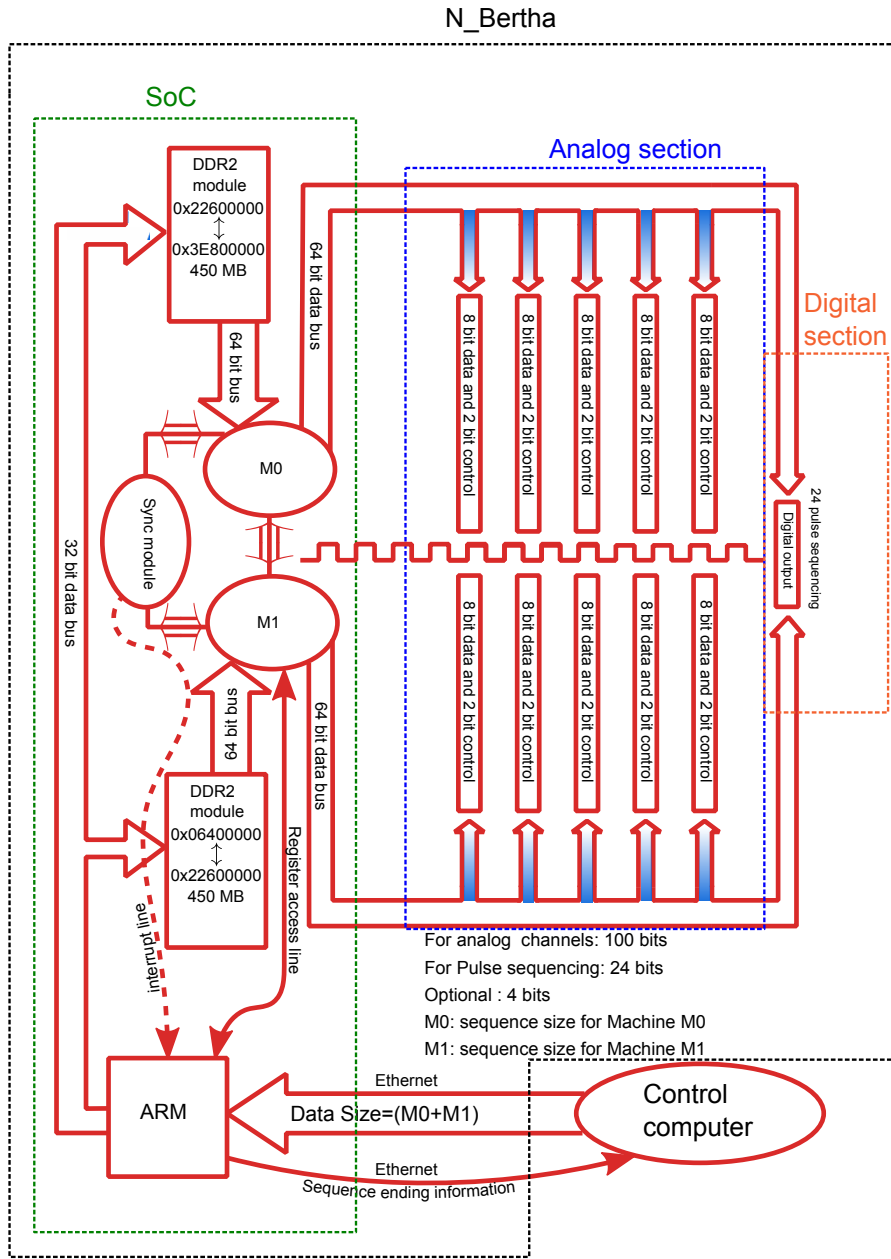 N_Bertha
SoC
DDR2
module
0x22600000
↕
0x3E800000
450 MB
64 bit bus
64 bit data bus
Analog section
8 bit data and 2 bit control
8 bit data and 2 bit control
8 bit data and 2 bit control
8 bit data and 2 bit control
8 bit data and 2 bit control
Digital
section
M0
Sync module
32 bit data bus
24 pulse sequencing
Digital output
M1
8 bit data and 2 bit control
8 bit data and 2 bit control
8 bit data and 2 bit control
8 bit data and 2 bit control
8 bit data and 2 bit control
64 bit bus
64 bit data bus
DDR2
module
0x06400000
↕
0x22600000
450 MB
Register access line
interrupt line
For analog channels: 100 bits
For Pulse sequencing: 24 bits
Optional : 4 bits
M0: sequence size for Machine M0
M1: sequence size for Machine M1
ARM
Ethernet
Data Size=(M0+M1)
Control
computer
Ethernet
Sequence ending information